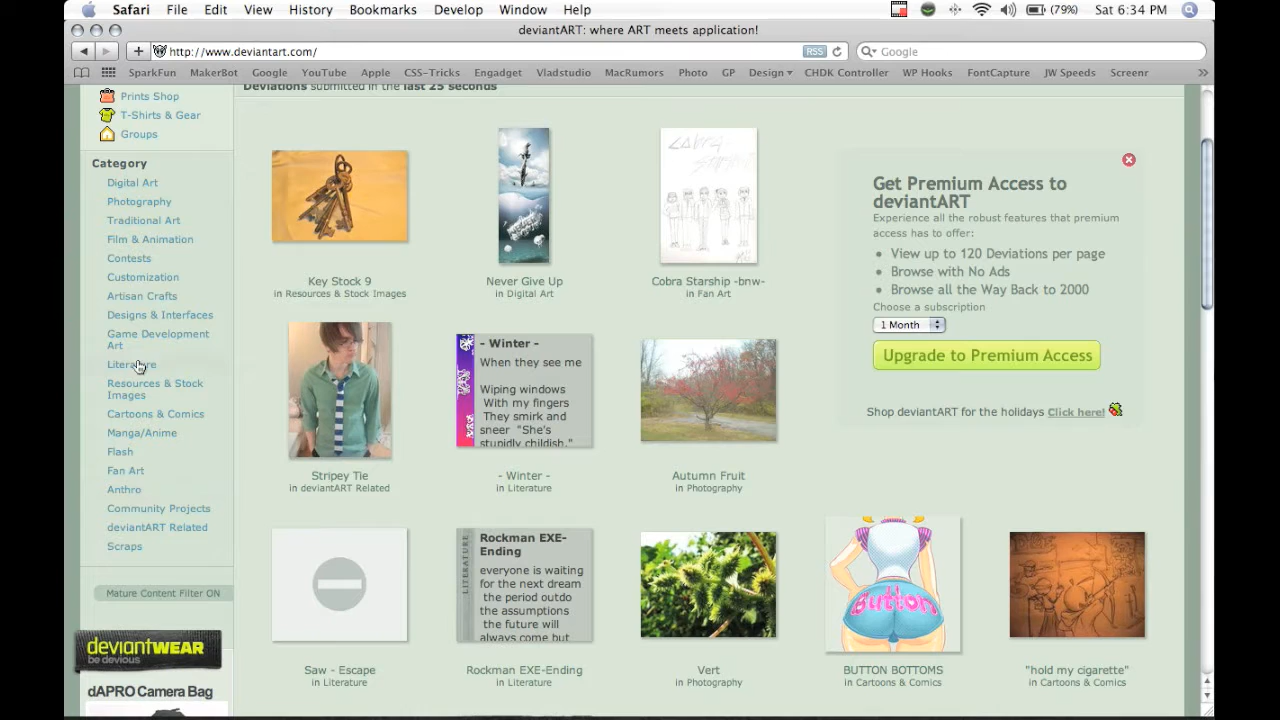 Safari File Edit View History Bookmarks Develop Window Help (79%) Sat 6:34 PM
deviantART: where ART meets application!
http://www.deviantart.com/ RSS Google
SparkFun MakerBot Google YouTube Apple CSS-Tricks Engadget Vladstudio MacRumors Photo GP Design CHDK Controller WP Hooks FontCapture JW Speeds Screenr
Prints Shop
T-Shirts & Gear
Groups
Category
Digital Art
Photography
Traditional Art
Film & Animation
Contests
Customization
Artisan Crafts
Designs & Interfaces
Game Development
Art
Literature
Resources & Stock
Images
Cartoons & Comics
Manga/Anime
Flash
Fan Art
Anthro
Community Projects
deviantART Related
Scraps
Mature Content Filter ON
deviantWEAR
be devious
dAPRO Camera Bag
Deviations submitted in the last 25 seconds
Key Stock 9
in Resources & Stock Images
Never Give Up
in Digital Art
COBRA
Cobra Starship -bnw-
in Fan Art
Get Premium Access to
deviantART
Experience all the robust features that premium
access has to offer:
View up to 120 Deviations per page
Browse with No Ads
Browse all the Way Back to 2000
Choose a subscription
1 Month
Upgrade to Premium Access
Shop deviantART for the holidays Click here!
Stripey Tie
in deviantART Related
- Winter -
When they see me
Wiping windows
With my fingers
They smirk and
sneer "She's
stupidly childish."
- Winter -
in Literature
Autumn Fruit
in Photography
Saw - Escape
in Literature
LITERATURE
Rockman EXE-
Ending
everyone is waiting
for the next dream
the period outdo
the assumptions
the future will
always come but
Rockman EXE-Ending
in Literature
Vert
in Photography
Button
BUTTON BOTTOMS
in Cartoons & Comics
"hold my cigarette"
in Cartoons & Comics